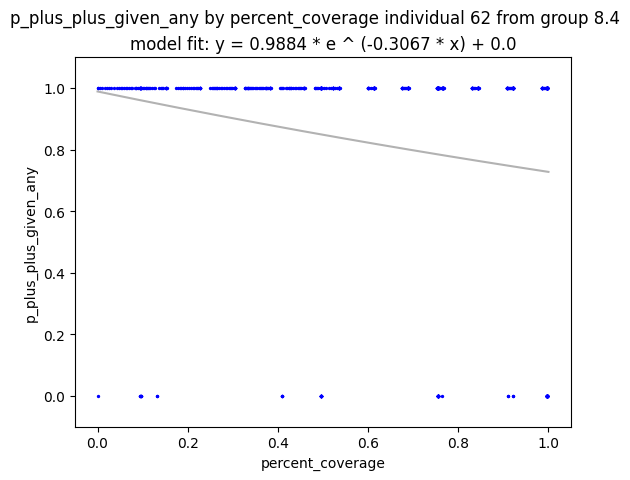 p_plus_plus_given_any by percent_coverage individual 62 from group 8.4
model fit: y = 0.9884 * e ^ (-0.3067 * x) + 0.0
1.0
0.8
0.6
0.4
0.2
0.0
p_plus_plus_given_any
0.0 0.2 0.4 0.6 0.8 1.0
percent_coverage